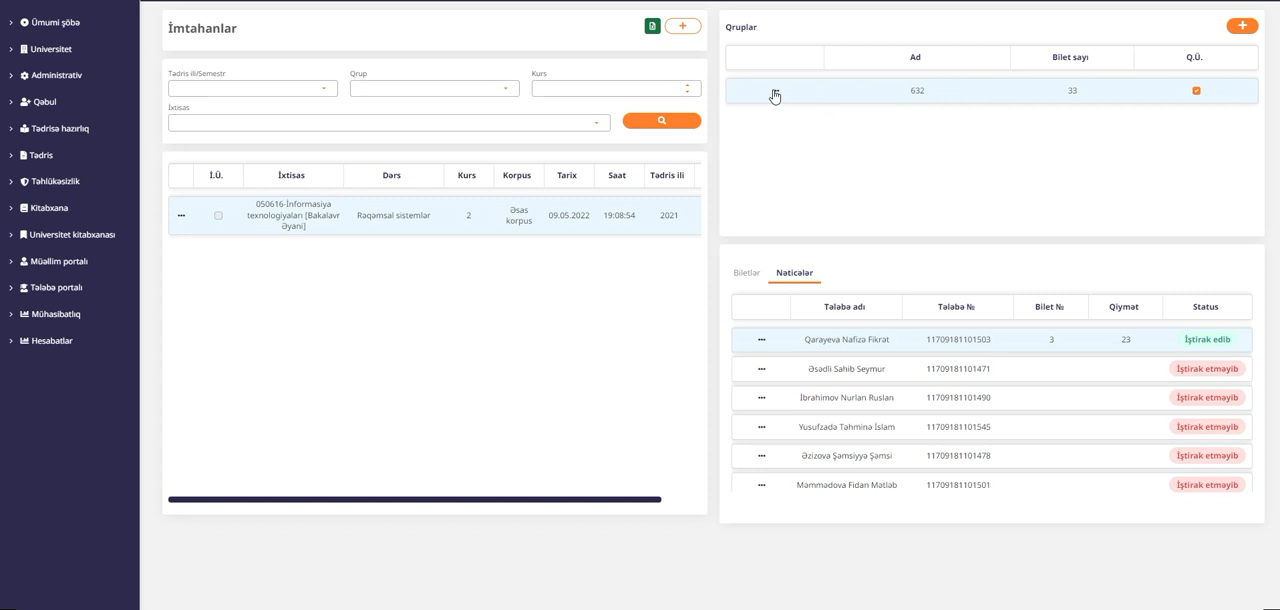 Ümumi şöbə
Universitet
Administrativ
Qəbul
Tədrisə hazırlıq
Tədris
Təhlükəsizlik
Kitabxana
Universitet kitabxanası
Müəllim portalı
Tələbə portalı
Mühasibatlıq
Hesabatlar
İmtahanlar
Tədris ili/Semestr
Qrup
Kurs
İxtisas
İ.Ü. İxtisas Dərs Kurs Korpus Tarix Saat Tədris ili
050616-İnformasiya texnologiyaları [Bakalavr Əyani] Rəqəmsal sistemlər 2 Əsas korpus 09.05.2022 19:08:54 2021
Qruplar
Ad Bilet sayı Q.Ü.
632 33
Biletlər Nəticələr
Tələbə adı Tələbə № Bilet № Qiymət Status
Qarayeva Nafizə Fikrət 11709181101503 3 23 İştirak edib
Əsədli Sahib Seymur 11709181101471 İştirak etməyib
İbrahimov Nurlan Ruslan 11709181101490 İştirak etməyib
Yusufzadə Təhminə İslam 11709181101545 İştirak etməyib
Əzizova Şəmsiyyə Şəmsi 11709181101478 İştirak etməyib
Məmmədova Fidan Mətləb 11709181101501 İştirak etməyib